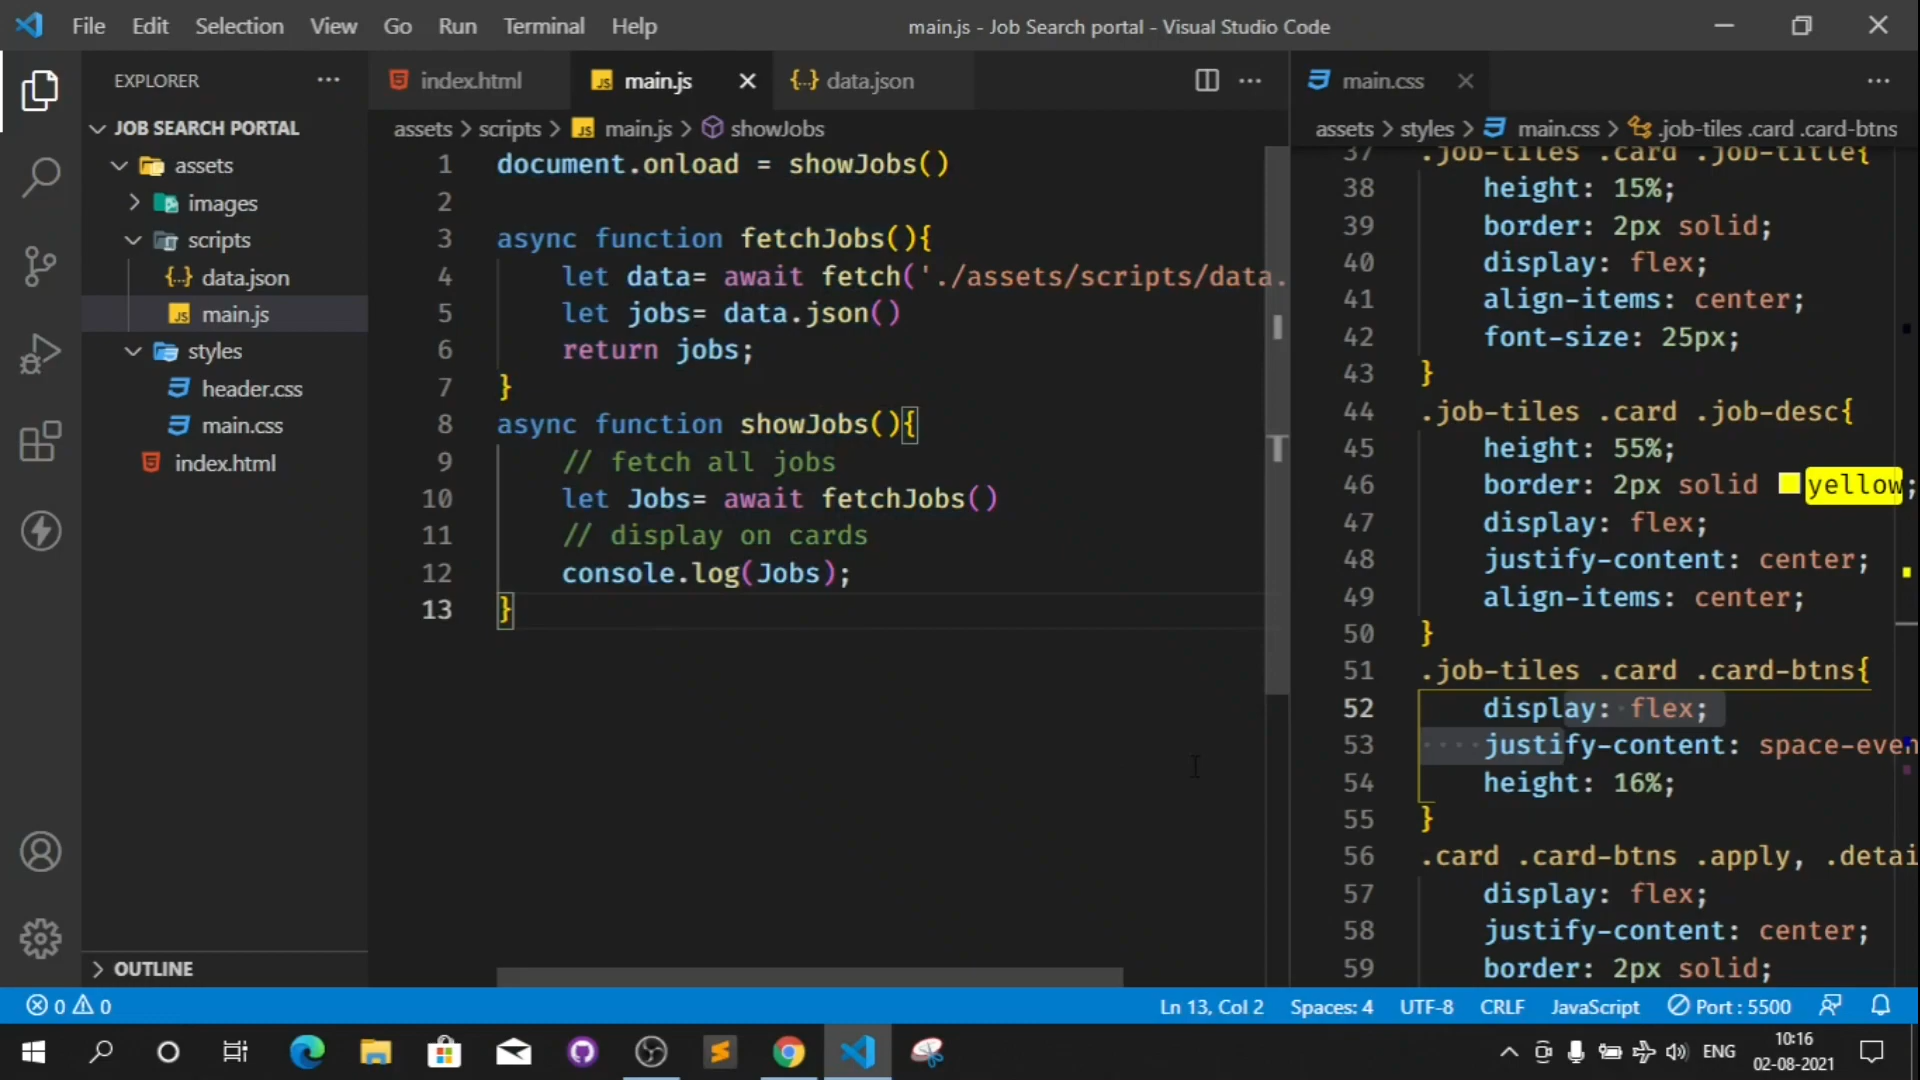 File Edit Selection View Go Run Terminal Help
main.js - Job Search portal - Visual Studio Code
EXPLORER
JOB SEARCH PORTAL
assets
images
scripts
data.json
main.js
styles
header.css
main.css
index.html
OUTLINE
index.html main.js data.json
assets > scripts > main.js > showJobs
1 document.onload = showJobs()
2
3 async function fetchJobs(){
4 let data= await fetch('./assets/scripts/data.
5 let jobs= data.json()
6 return jobs;
7 }
8 async function showJobs(){
9 // fetch all jobs
10 let Jobs= await fetchJobs()
11 // display on cards
12 console.log(Jobs);
13 }
main.css
assets > styles > main.css > .job-tiles .card .card-btns
37 .job-tiles .card .job-title{
38 height: 15%;
39 border: 2px solid;
40 display: flex;
41 align-items: center;
42 font-size: 25px;
43 }
44 .job-tiles .card .job-desc{
45 height: 55%;
46 border: 2px solid yellow;
47 display: flex;
48 justify-content: center;
49 align-items: center;
50 }
51 .job-tiles .card .card-btns{
52 display: flex;
53 justify-content: space-even
54 height: 16%;
55 }
56 .card .card-btns .apply, .detai
57 display: flex;
58 justify-content: center;
59 border: 2px solid;
0 0
Ln 13, Col 2 Spaces: 4 UTF-8 CRLF JavaScript Port : 5500
ENG
10:16
02-08-2021